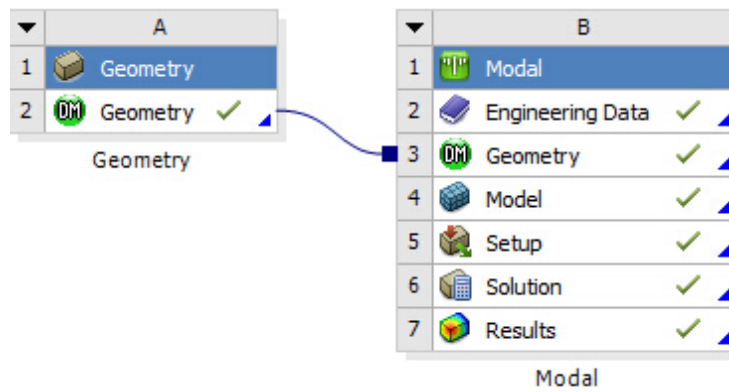 A
1 Geometry
2 DM Geometry
Geometry
B
1 Modal
2 Engineering Data
3 DM Geometry
4 Model
5 Setup
6 Solution
7 Results
Modal